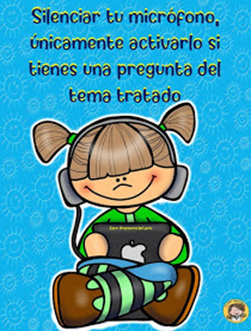 Silenciar tu micrófono,
únicamente activarlo si
tienes una pregunta del
tema tratado